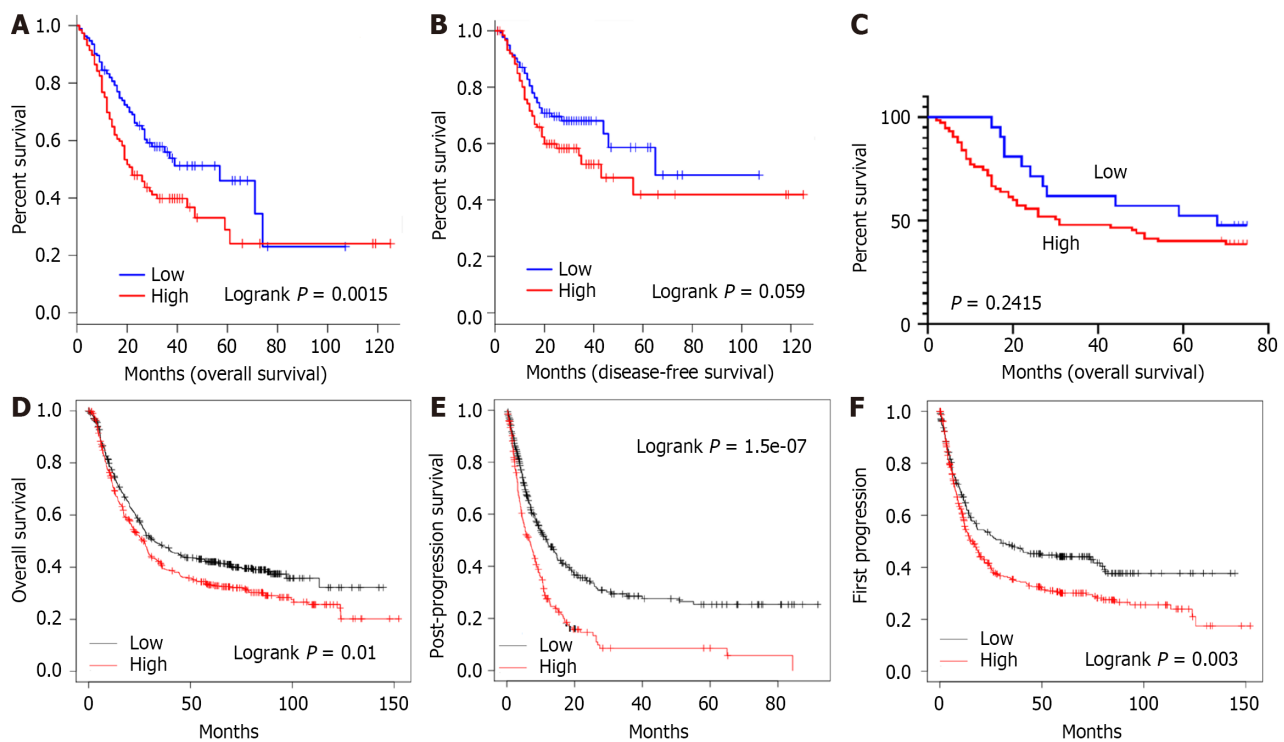 A
Percent survival
1.0
0.8
0.6
0.4
0.2
0.0
Low
High
Logrank P = 0.0015
0 20 40 60 80 100 120
Months (overall survival)
B
Percent survival
1.0
0.8
0.6
0.4
0.2
0.0
Low
High
Logrank P = 0.059
0 20 40 60 80 100 120
Months (disease-free survival)
C
Percent survival
100
50
0
Low
High
P = 0.2415
0 20 40 60 80
Months (overall survival)
D
Overall survival
1.0
0.8
0.6
0.4
0.2
0.0
Low
High
Logrank P = 0.01
0 50 100 150
Months
E
Post-progression survival
1.0
0.8
0.6
0.4
0.2
0.0
Logrank P = 1.5e-07
Low
High
0 20 40 60 80
Months
F
First progression
1.0
0.8
0.6
0.4
0.2
0.0
Low
High
Logrank P = 0.003
0 50 100 150
Months